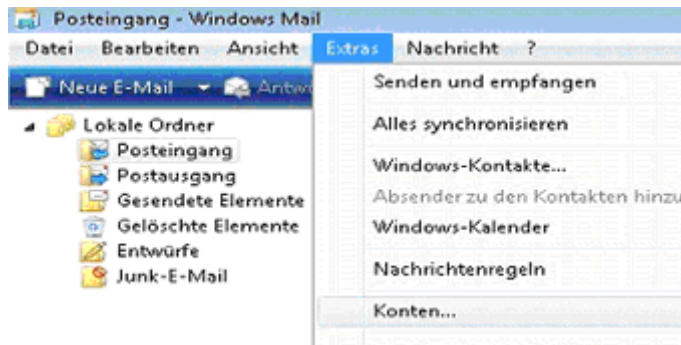 Posteingang - Windows Mail
Datei Bearbeiten Ansicht Extras Nachricht ?
Neue E-Mail
Senden und empfangen
Alles synchronisieren
Windows-Kontakte...
Absender zu den Kontakten
Windows-Kalender
Nachrichtenregeln
Konten...
Lokale Ordner
Posteingang
Postausgang
Gesendete Elemente
Gelöschte Elemente
Entwürfe
Junk-E-Mail